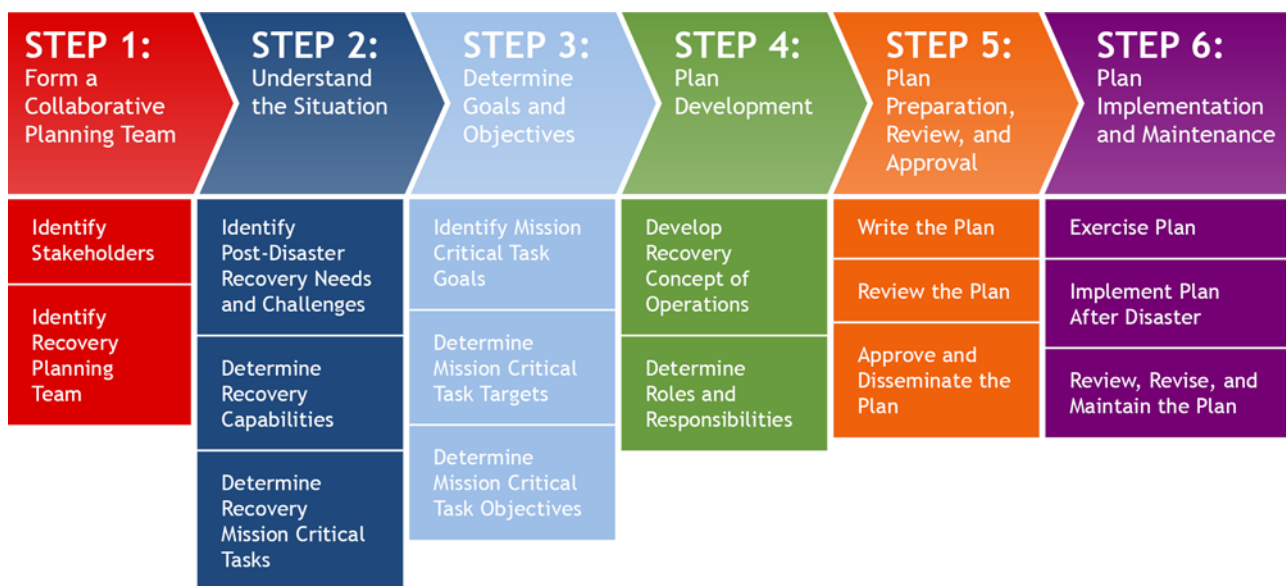 STEP 1:
Form a
Collaborative
Planning Team
STEP 2:
Understand
the Situation
STEP 3:
Determine
Goals and
Objectives
STEP 4:
Plan
Development
STEP 5:
Plan
Preparation,
Review, and
Approval
STEP 6:
Plan
Implementation
and Maintenance
Identify
Stakeholders
Identify
Recovery
Planning
Team
Identify
Post-Disaster
Recovery Needs
and Challenges
Determine
Recovery
Capabilities
Determine
Recovery
Mission Critical
Tasks
Identify Mission
Critical Task
Goals
Determine
Mission Critical
Task Targets
Determine
Mission Critical
Task Objectives
Develop
Recovery
Concept of
Operations
Determine
Roles and
Responsibilities
Write the Plan
Review the Plan
Approve and
Disseminate the
Plan
Exercise Plan
Implement Plan
After Disaster
Review, Revise, and
Maintain the Plan